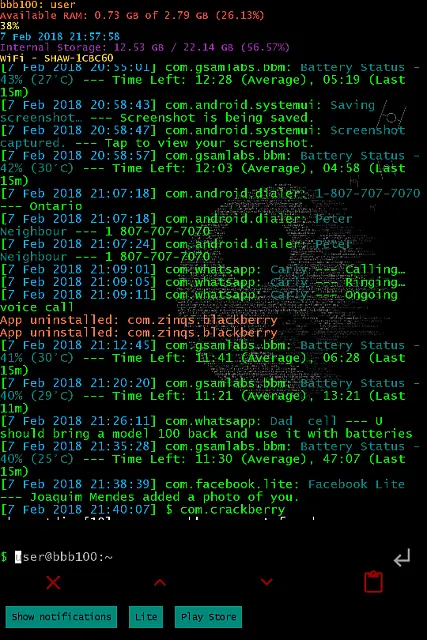 bbb100: user
Available RAM: 0.73 GB of 2.79 GB (26.13%)
38%
7 Feb 2018 21:57:58
Internal Storage: 12.53 GB / 22.14 GB (56.57%)
WiFi - SHAW-1CBC60
[7 Feb 2018 20:55:01] com.gsamlabs.bbm: Battery Status -
43% (27°C) --- Time Left: 12:28 (Average), 05:19 (Last
15m)
[7 Feb 2018 20:58:43] com.android.systemui: Saving
screenshot… --- Screenshot is being saved.
[7 Feb 2018 20:58:47] com.android.systemui: Screenshot
captured. --- Tap to view your screenshot.
[7 Feb 2018 20:58:57] com.gsamlabs.bbm: Battery Status -
42% (30°C) --- Time Left: 12:03 (Average), 04:58 (Last
15m)
[7 Feb 2018 21:07:18] com.android.dialer: 1-807-707-7070
--- Ontario
[7 Feb 2018 21:07:18] com.android.dialer: Peter
Neighbour --- 1 807-707-7070
[7 Feb 2018 21:07:24] com.android.dialer: Peter
Neighbour --- 1 807-707-7070
[7 Feb 2018 21:09:01] com.whatsapp: Carly --- Calling…
[7 Feb 2018 21:09:05] com.whatsapp: Carly --- Ringing…
[7 Feb 2018 21:09:11] com.whatsapp: Carly --- Ongoing
voice call
App uninstalled: com.zinqs.blackberry
App uninstalled: com.zinqs.blackberry
[7 Feb 2018 21:12:45] com.gsamlabs.bbm: Battery Status -
41% (30°C) --- Time Left: 11:41 (Average), 06:28 (Last
15m)
[7 Feb 2018 21:20:20] com.gsamlabs.bbm: Battery Status -
40% (29°C) --- Time Left: 11:21 (Average), 13:21 (Last
11m)
[7 Feb 2018 21:26:11] com.whatsapp: Dad cell --- U
should bring a model 100 back and use it with batteries
[7 Feb 2018 21:35:28] com.gsamlabs.bbm: Battery Status -
40% (25°C) --- Time Left: 11:30 (Average), 47:07 (Last
15m)
[7 Feb 2018 21:38:39] com.facebook.lite: Facebook Lite
--- Joaquim Mendes added a photo of you.
[7 Feb 2018 21:40:07] $ com.crackberry
$ user@bbb100:~
Show notifications
Lite
Play Store